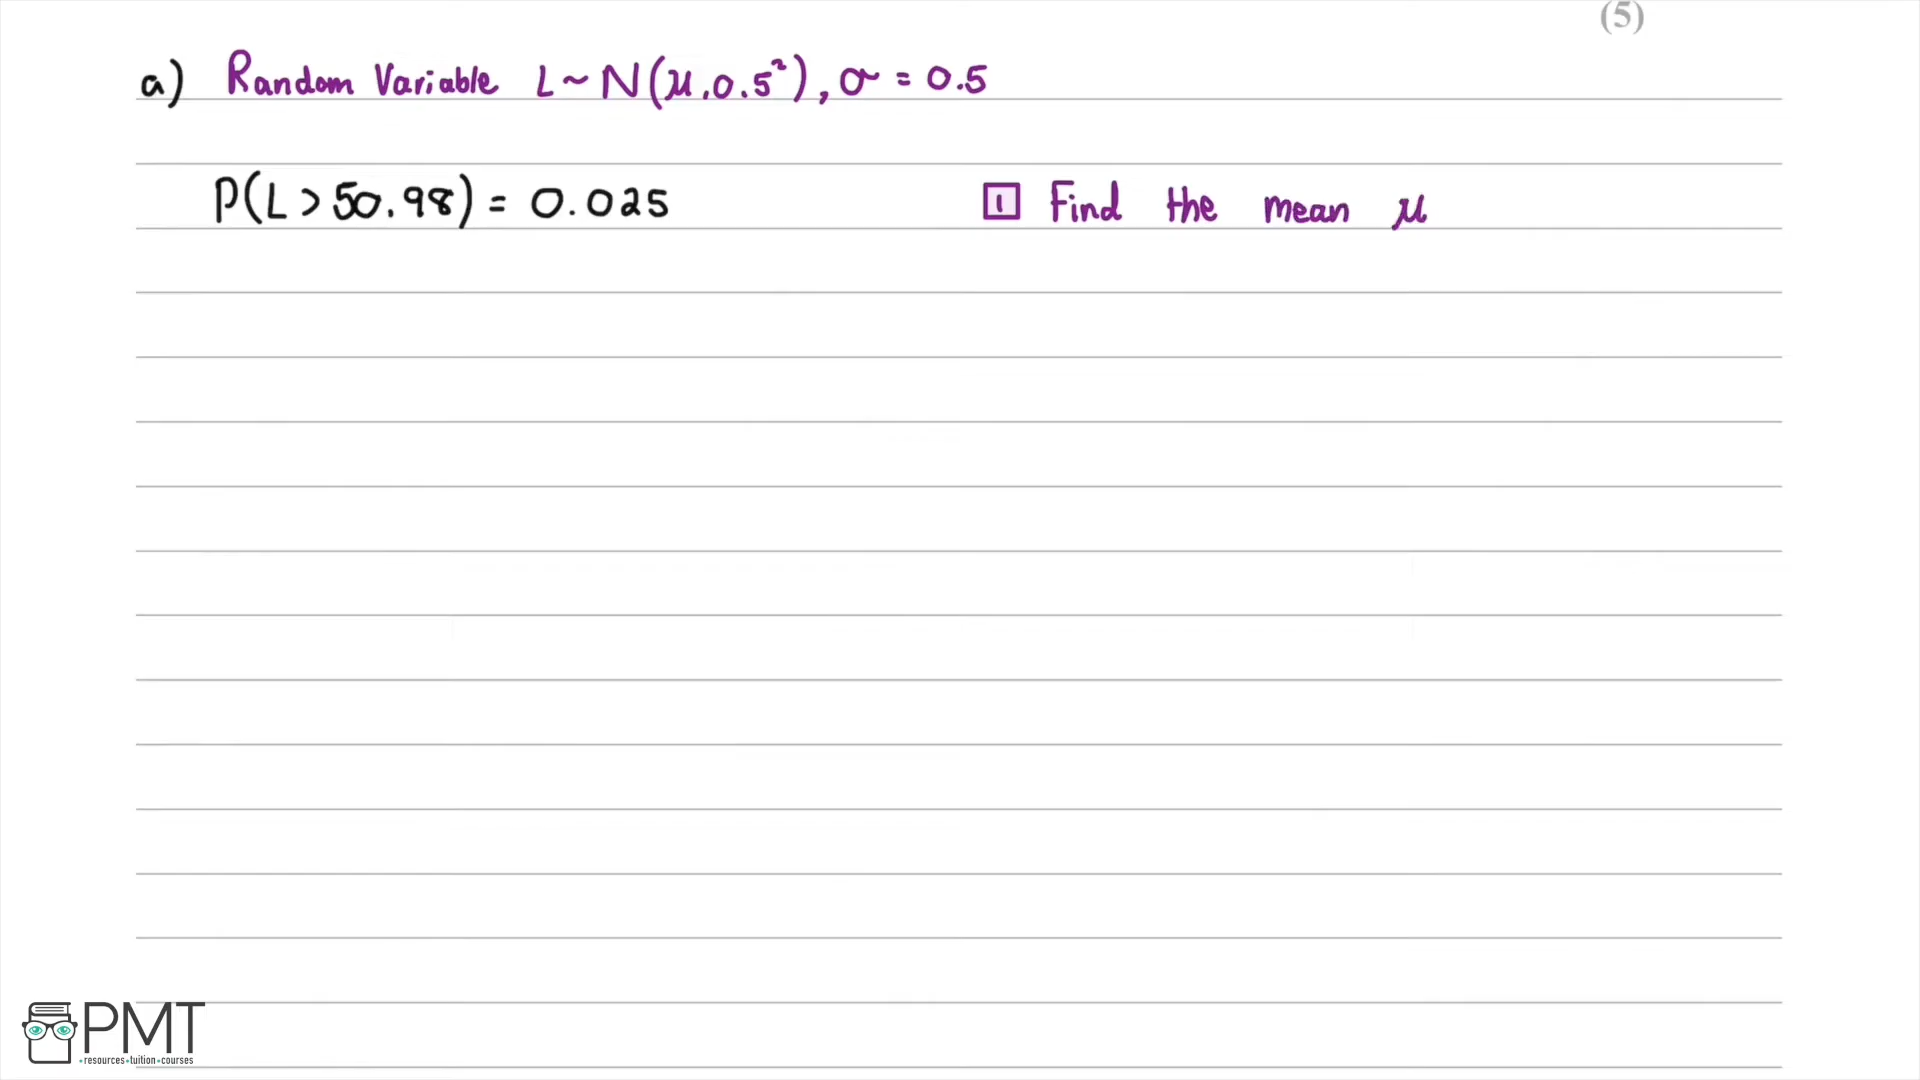 (5)
a) Random Variable L ~ N(μ, 0.5²), σ = 0.5
P(L > 50.98) = 0.025
1 Find the mean μ
PMT
•resources•tuition•courses